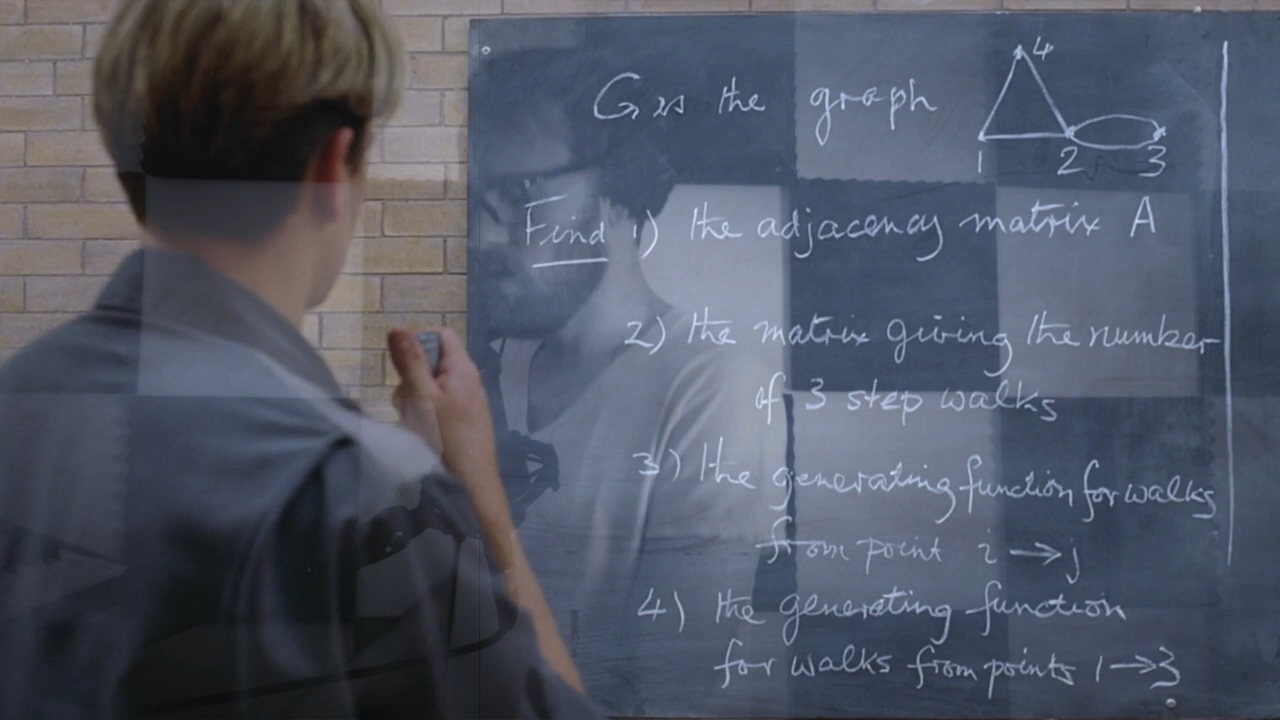 G is the graph
4
1 2 3
Find 1) the adjacency matrix A
2) the matrix giving the number
of 3 step walks
3) the generating function for walks
from point i → j
4) the generating function
for walks from points 1→3